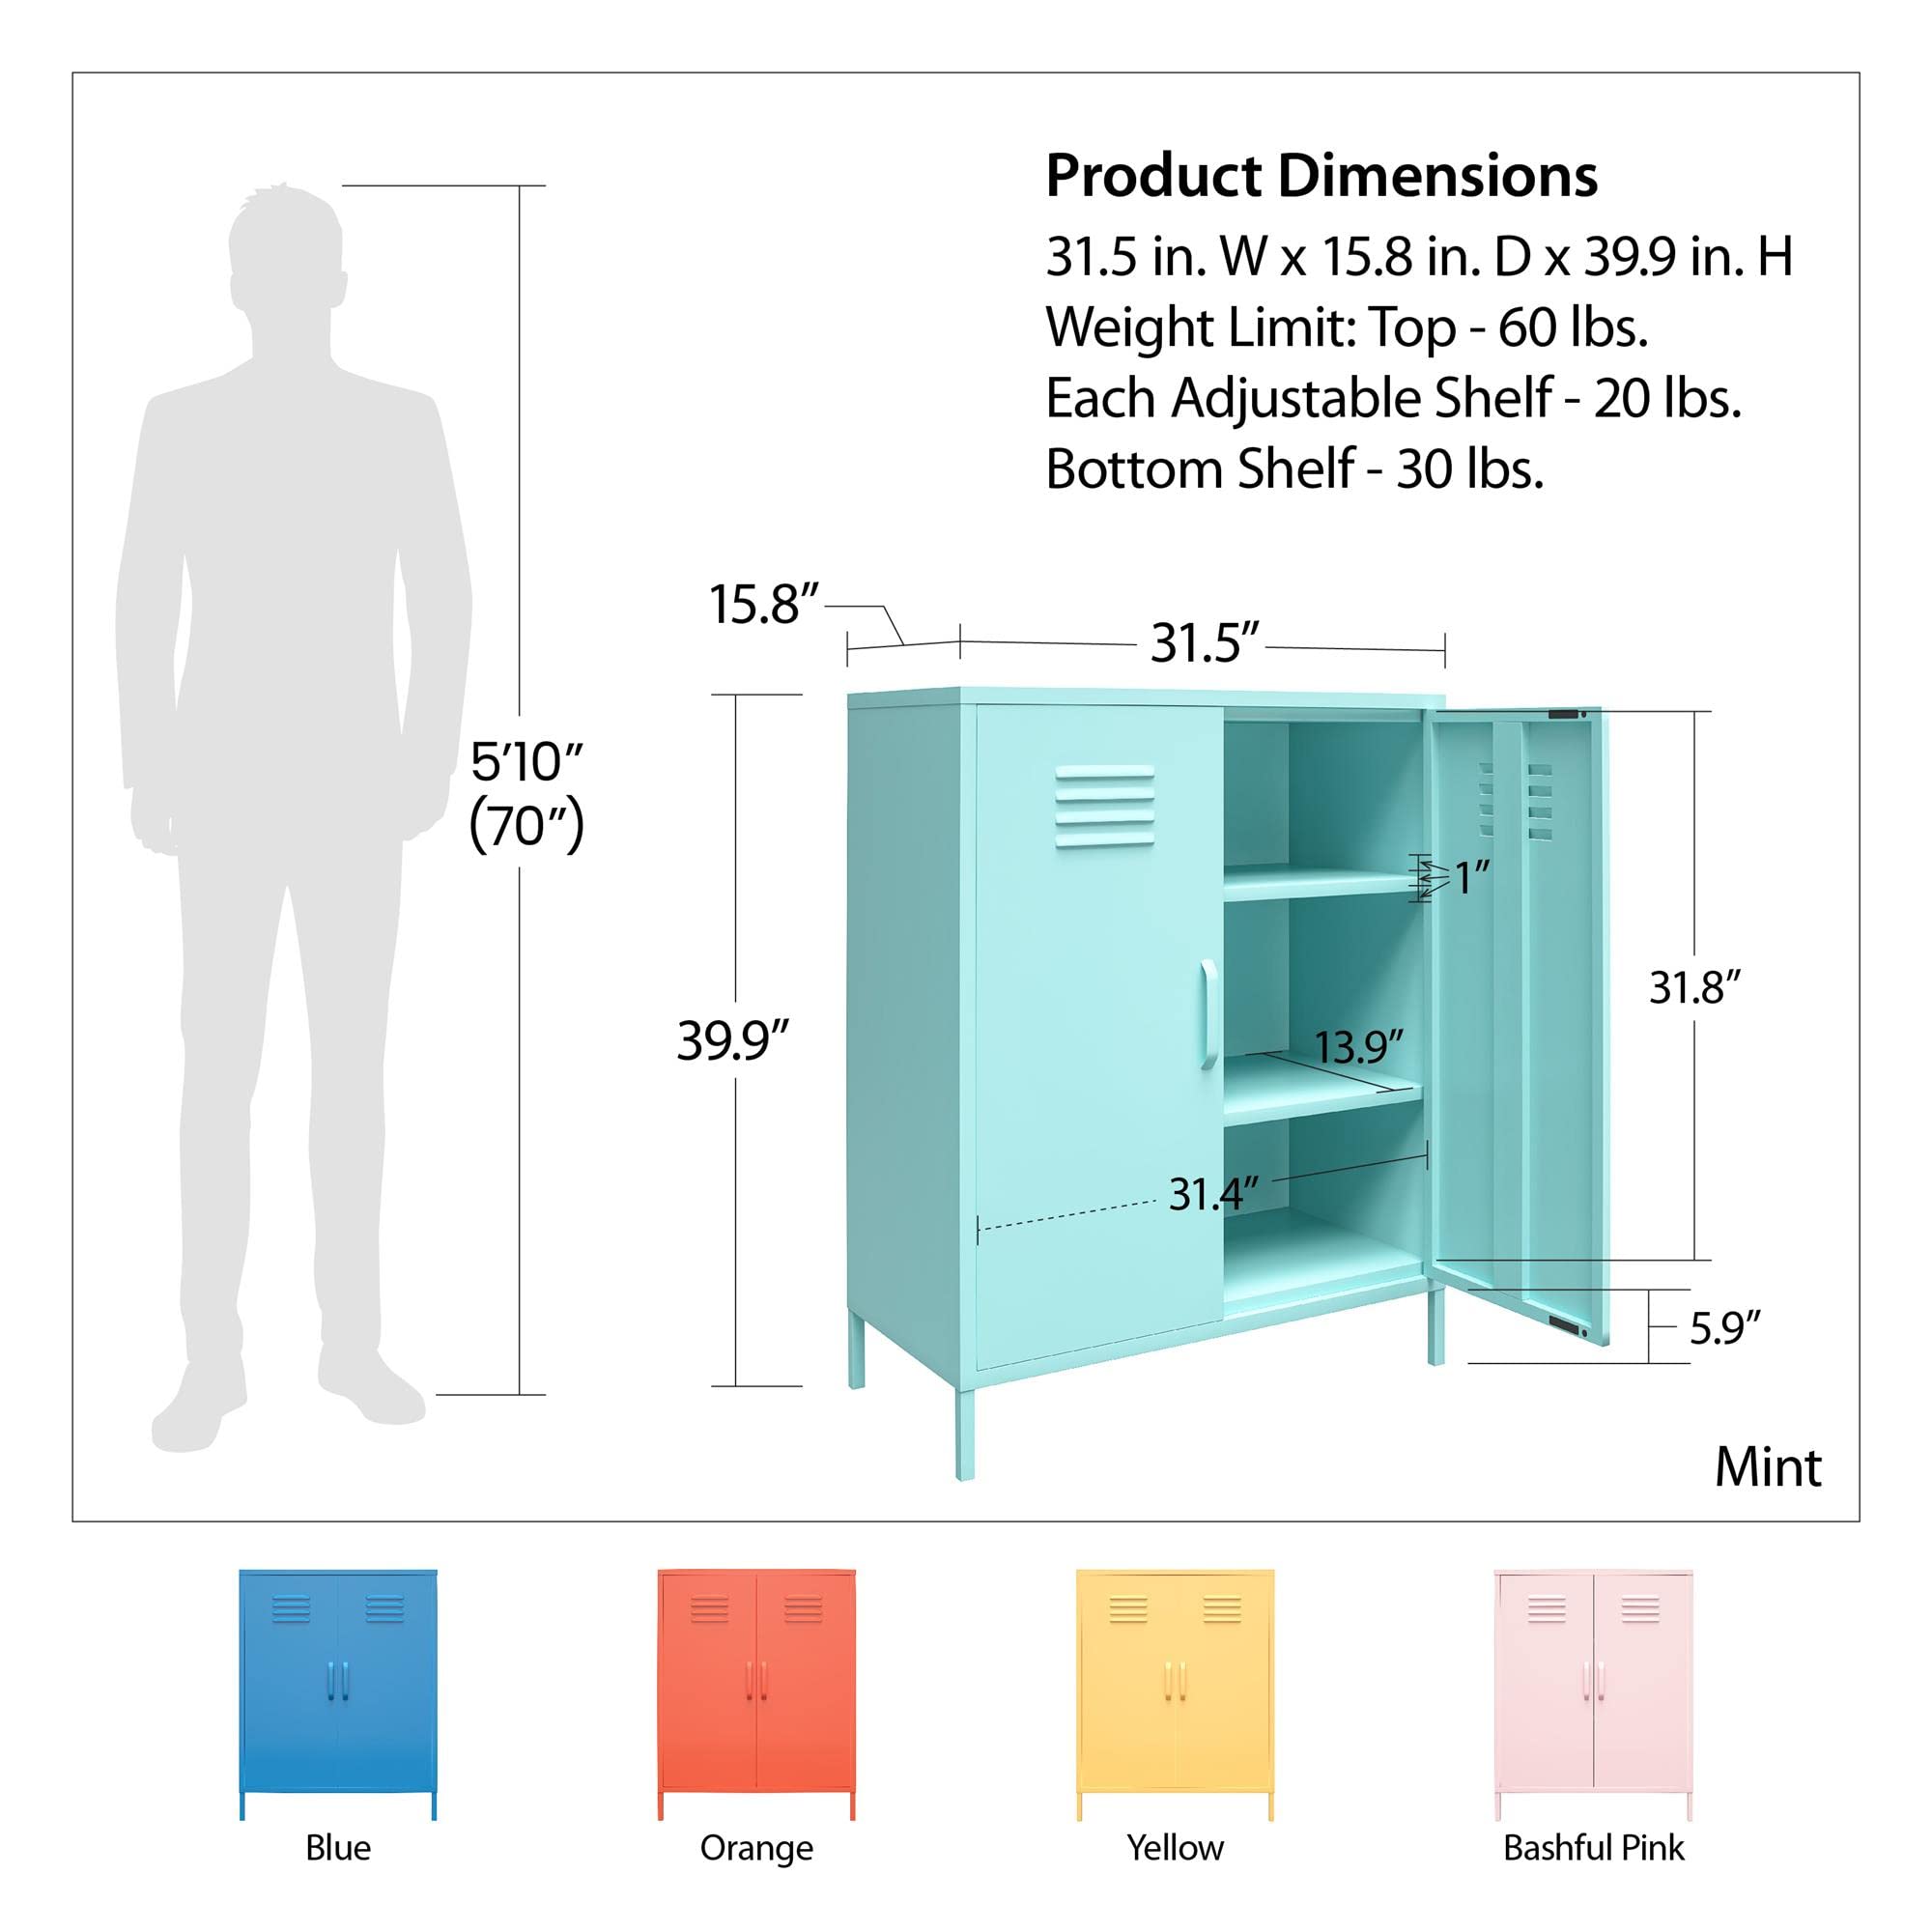 Product Dimensions
31.5 in. W x 15.8 in. D x 39.9 in. H
Weight Limit: Top - 60 lbs.
Each Adjustable Shelf - 20 lbs.
Bottom Shelf - 30 lbs.
15.8”
31.5”
5’10”
(70”)
1”
31.8”
39.9”
13.9”
31.4”
5.9”
Mint
Blue
Orange
Yellow
Bashful Pink